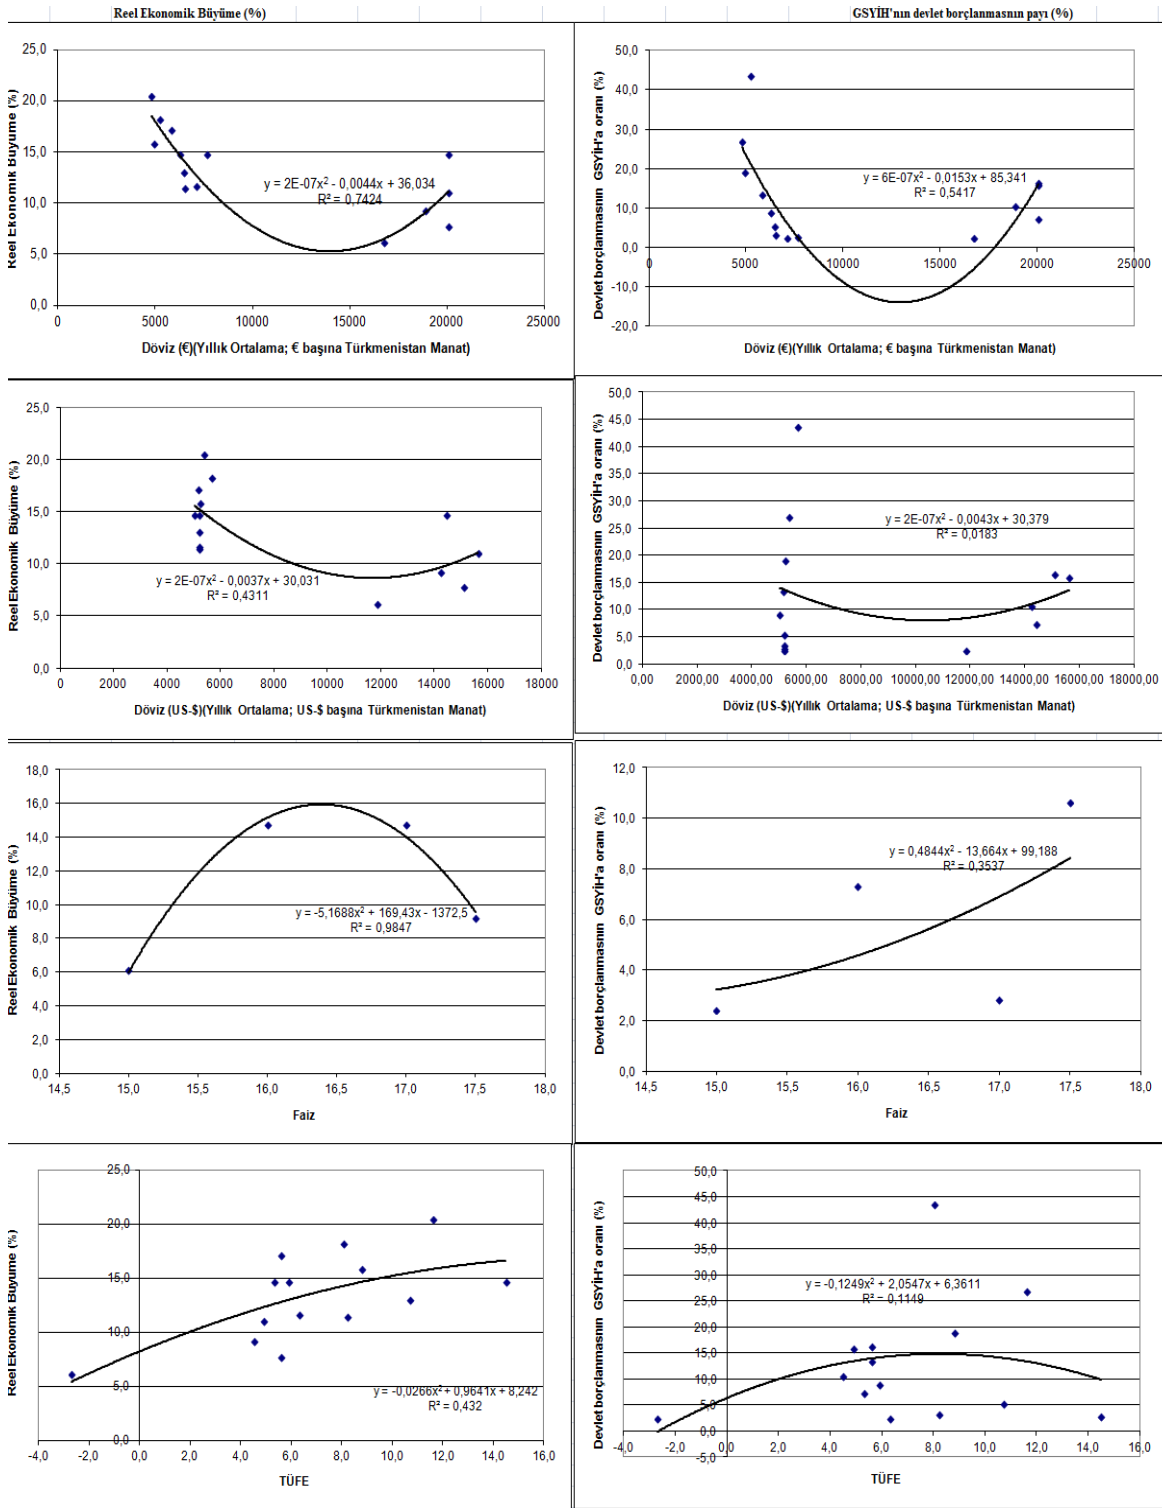 Reel Ekonomik Büyüme (%)
GSYİH'nın devlet borçlanmasnın payı (%)
25,0
20,0
15,0
10,0
5,0
0,0
Reel Ekonomik Büyüme (%)
y = 2E-07x² - 0,0044x + 36,034
R² = 0,7424
0 5000 10000 15000 20000 25000
Döviz (€)(Yıllık Ortalama; € başına Türkmenistan Manat)
50,0
40,0
30,0
20,0
10,0
0,0
-10,0
-20,0
Devlet borçlanmasının GSYİH'a oranı (%)
y = 6E-07x² - 0,0153x + 85,341
R² = 0,5417
0 5000 10000 15000 20000 25000
Döviz (€)(Yıllık Ortalama; € başına Türkmenistan Manat)
25,0
20,0
15,0
10,0
5,0
0,0
Reel Ekonomik Büyüme (%)
y = 2E-07x² - 0,0037x + 30,031
R² = 0,4311
0 2000 4000 6000 8000 10000 12000 14000 16000 18000
Döviz (US-$)(Yıllık Ortalama; US-$ başına Türkmenistan Manat)
50,0
45,0
40,0
35,0
30,0
25,0
20,0
15,0
10,0
5,0
0,0
Devlet borçlanmasının GSYİH'a oranı (%)
y = 2E-07x² - 0,0043x + 30,379
R² = 0,0183
0,00 2000,00 4000,00 6000,00 8000,00 10000,00 12000,00 14000,00 16000,00 18000,00
Döviz (US-$)(Yıllık Ortalama; US-$ başına Türkmenistan Manat)
18,0
16,0
14,0
12,0
10,0
8,0
6,0
4,0
2,0
0,0
Reel Ekonomik Büyüme (%)
y = -5,1688x² + 169,43x - 1372,5
R² = 0,9847
14,5 15,0 15,5 16,0 16,5 17,0 17,5 18,0
Faiz
12,0
10,0
8,0
6,0
4,0
2,0
0,0
Devlet borçlanmasının GSYİH'a oranı (%)
y = 0,4844x² - 13,664x + 99,188
R² = 0,3537
14,5 15,0 15,5 16,0 16,5 17,0 17,5 18,0
Faiz
25,0
20,0
15,0
10,0
5,0
0,0
Reel Ekonomik Büyüme (%)
y = -0,0266x² + 0,9641x + 8,242
R² = 0,432
-4,0 -2,0 0,0 2,0 4,0 6,0 8,0 10,0 12,0 14,0 16,0
TÜFE
50,0
45,0
40,0
35,0
30,0
25,0
20,0
15,0
10,0
5,0
0,0
-5,0
Devlet borçlanmasının GSYİH'a oranı (%)
y = -0,1249x² + 2,0547x + 6,3611
R² = 0,1149
-4,0 -2,0 0,0 2,0 4,0 6,0 8,0 10,0 12,0 14,0 16,0
TÜFE